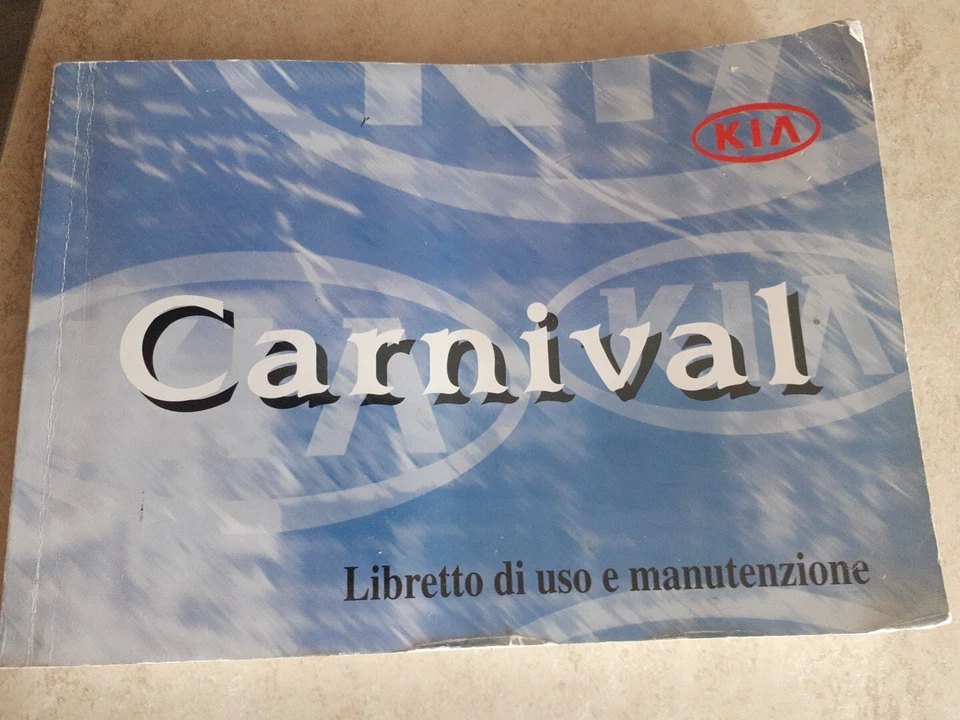 KIA
Carnival
Libretto di uso e manutenzione